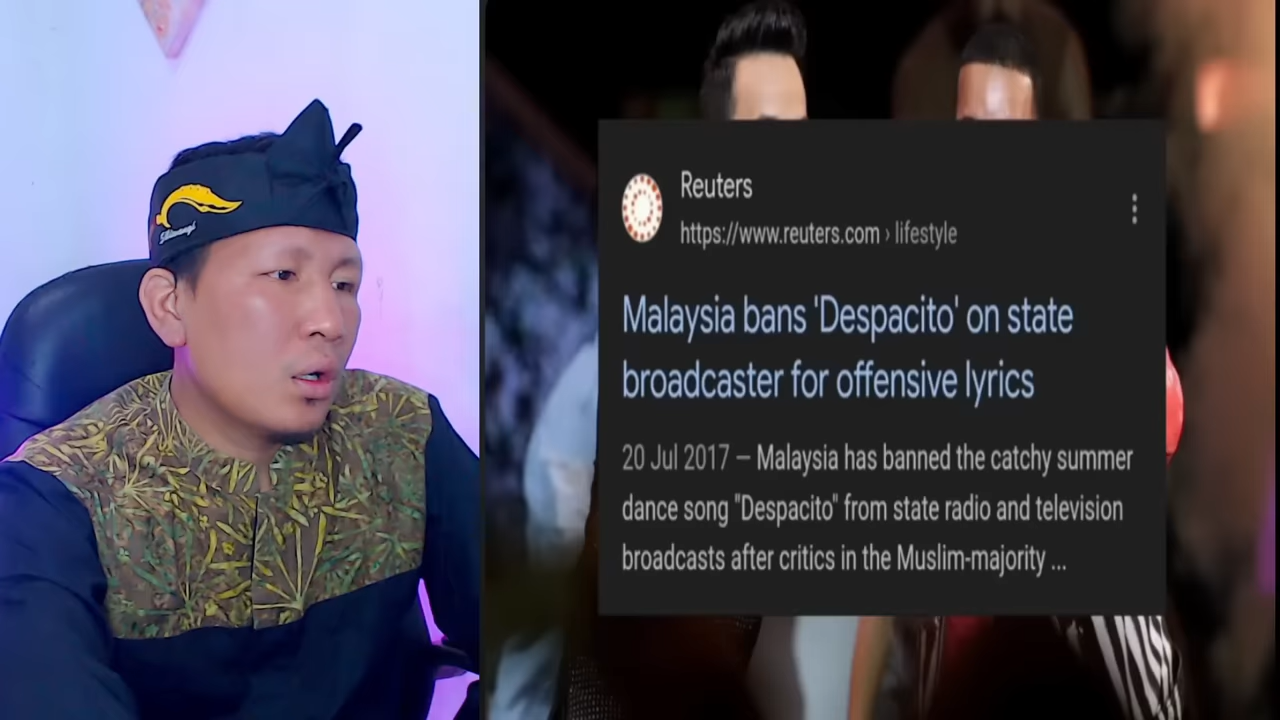 Reuters
https://www.reuters.com › lifestyle
Malaysia bans 'Despacito' on state
broadcaster for offensive lyrics
20 Jul 2017 — Malaysia has banned the catchy summer
dance song "Despacito" from state radio and television
broadcasts after critics in the Muslim-majority ...